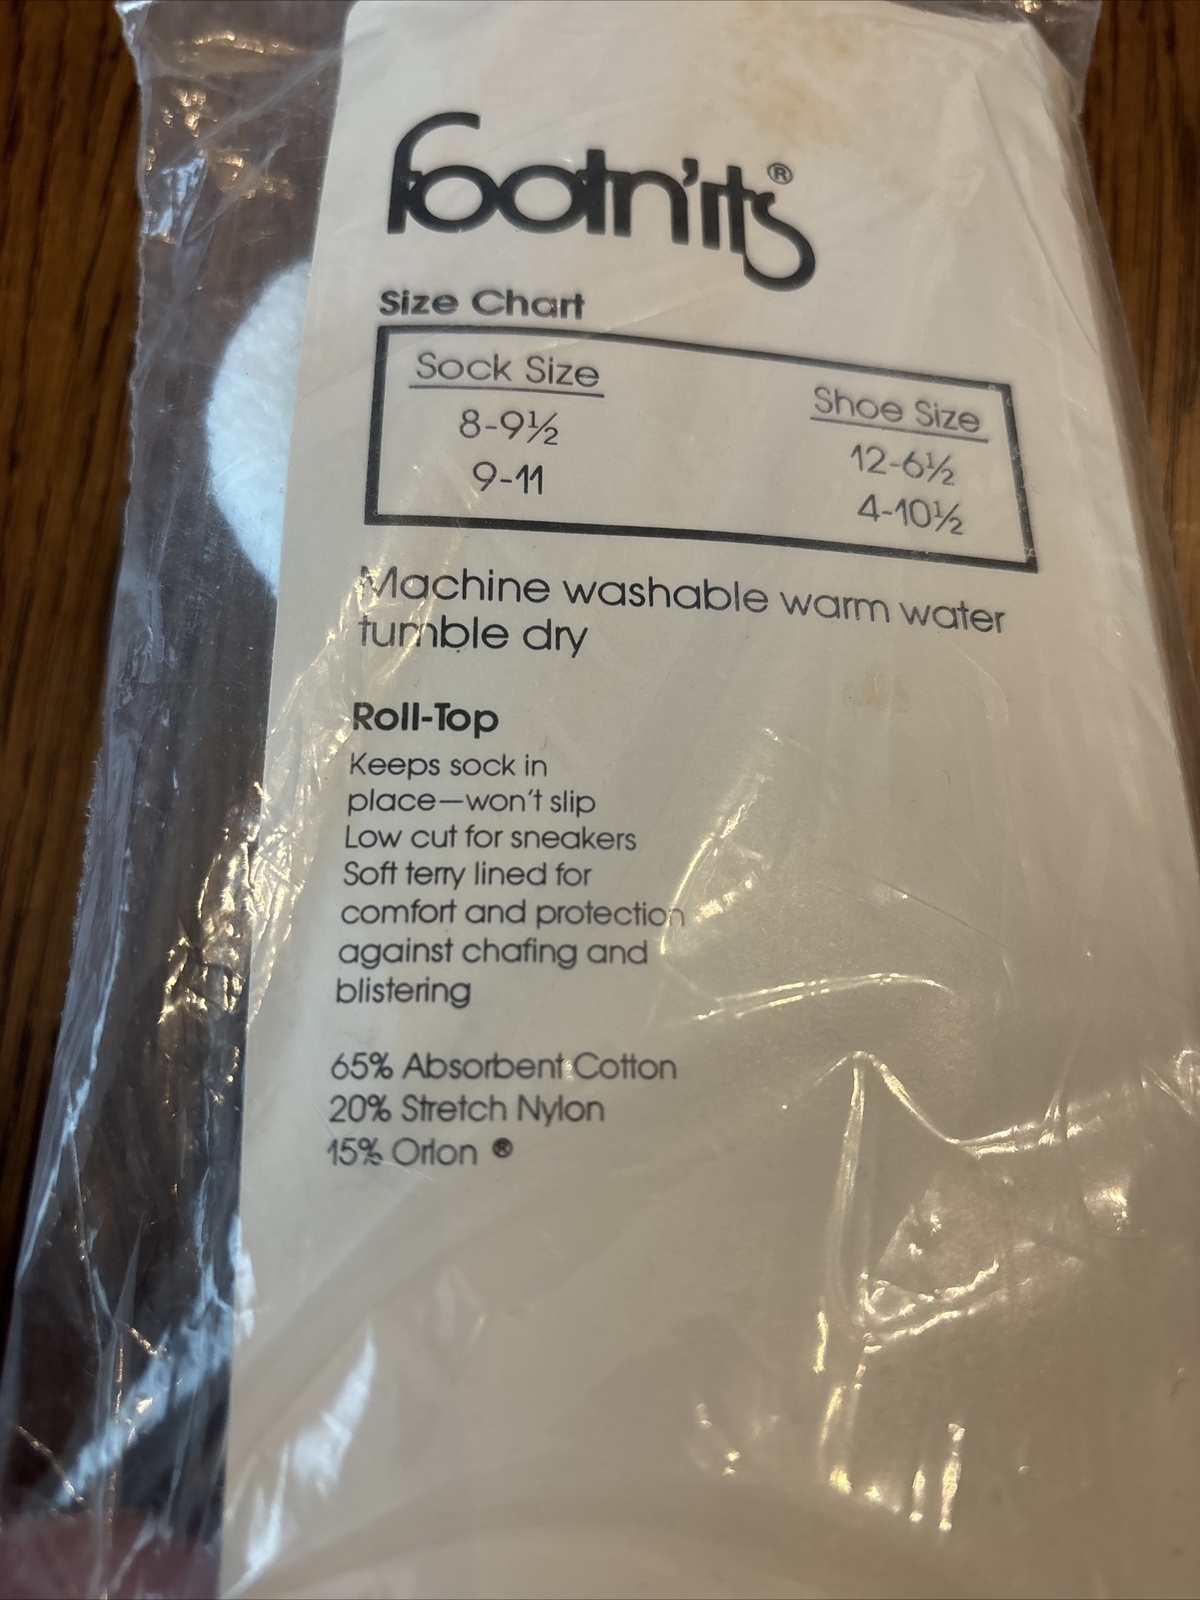 footn'its®
Size Chart
Sock Size Shoe Size
8-9½ 12-6½
9-11 4-10½
Machine washable warm water
tumble dry
Roll-Top
Keeps sock in
place—won't slip
Low cut for sneakers
Soft terry lined for
comfort and protection
against chafing and
blistering
65% Absorbent Cotton
20% Stretch Nylon
15% Orlon ®